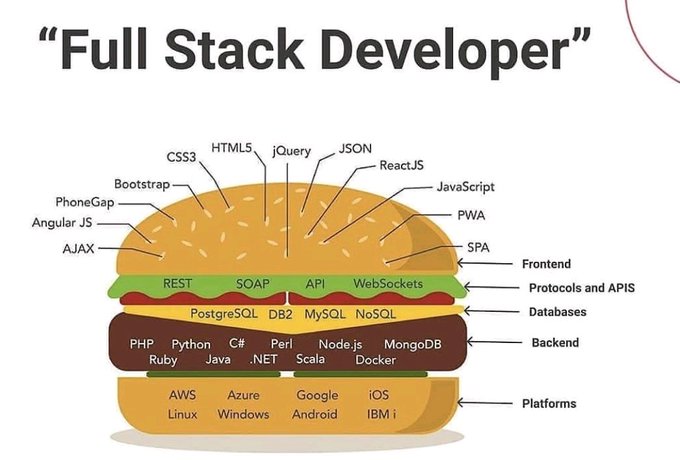 “Full Stack Developer”
HTML5
jQuery
JSON
CSS3
ReactJS
Bootstrap
JavaScript
PhoneGap
PWA
Angular JS
AJAX
SPA
Frontend
REST SOAP API WebSockets
Protocols and APIS
PostgreSQL DB2 MySQL NoSQL
Databases
PHP Python C# Perl Node.js MongoDB
Backend
Ruby Java .NET Scala Docker
AWS Azure Google iOS
Platforms
Linux Windows Android IBM i